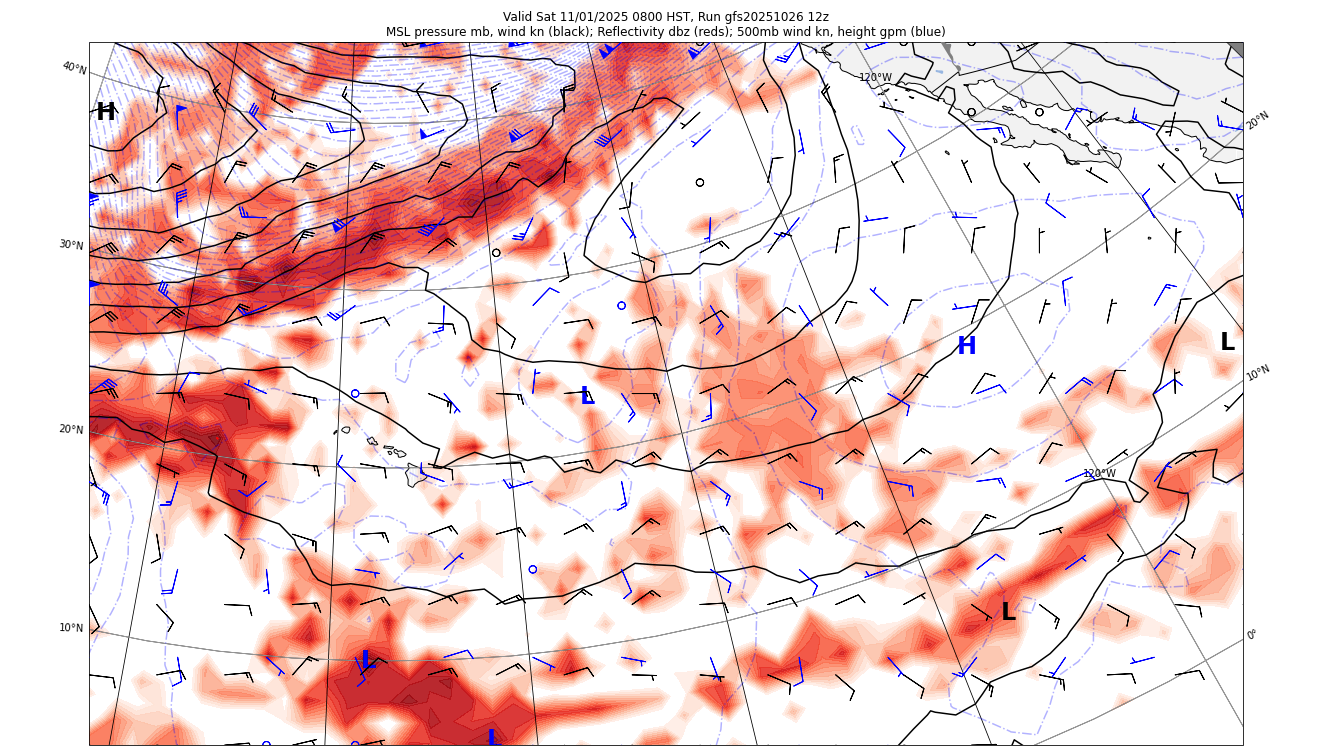 Valid Sat 11/01/2025 0800 HST, Run gfs20251026 12z
MSL pressure mb, wind kn (black); Reflectivity dbz (reds); 500mb wind kn, height gpm (blue)
40°N
120°W
H
20°N
30°N
H
L
10°N
L
20°N
120°W
L
L
10°N
0°
L
L